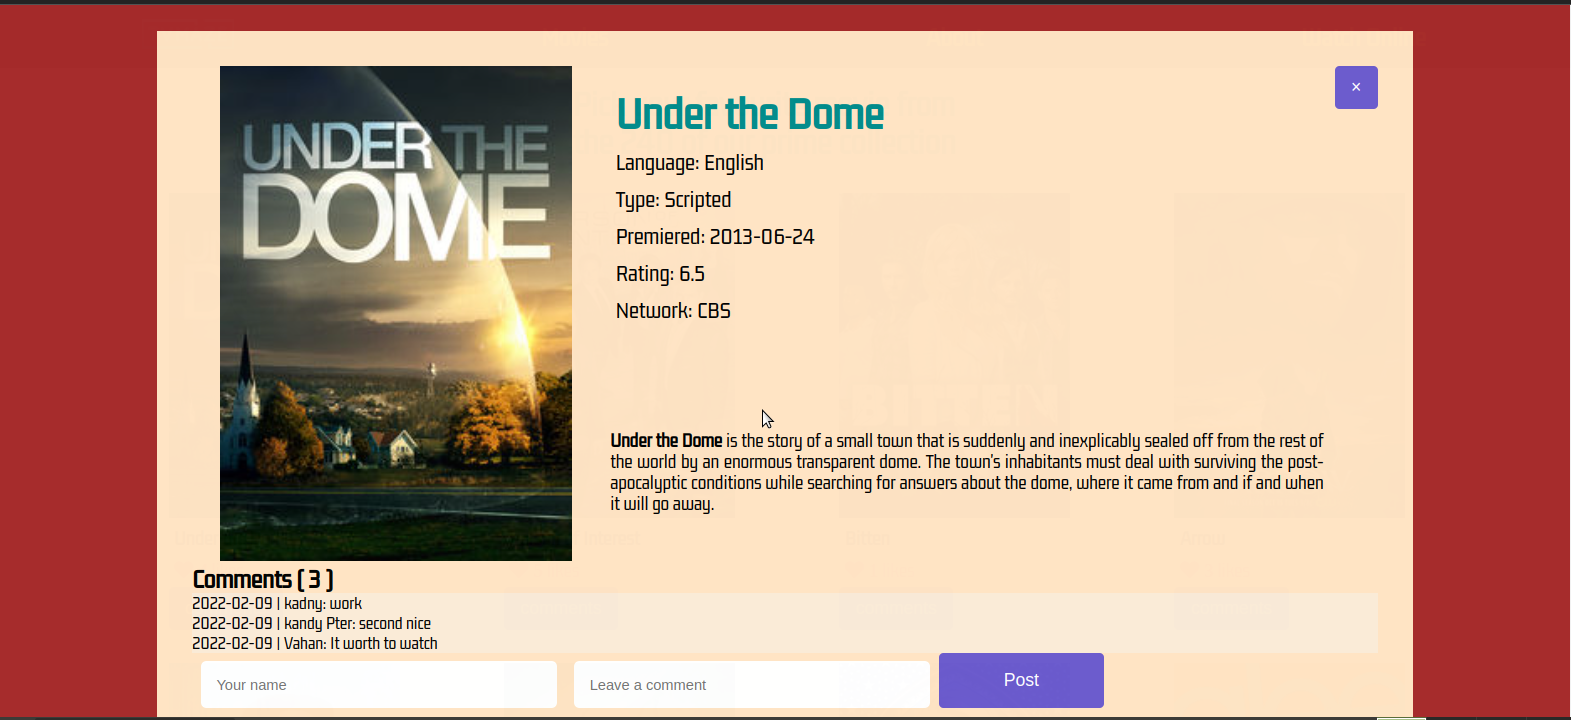 UNDER THE
DOME
×
Under the Dome
Language: English
Type: Scripted
Premiered: 2013-06-24
Rating: 6.5
Network: CBS
Under the Dome is the story of a small town that is suddenly and inexplicably sealed off from the rest of
the world by an enormous transparent dome. The town's inhabitants must deal with surviving the post-
apocalyptic conditions while searching for answers about the dome, where it came from and if and when
it will go away.
Comments ( 3 )
2022-02-09 | kadny: work
2022-02-09 | kandy Pter: second nice
2022-02-09 | Vahan: It worth to watch
Your name
Leave a comment
Post